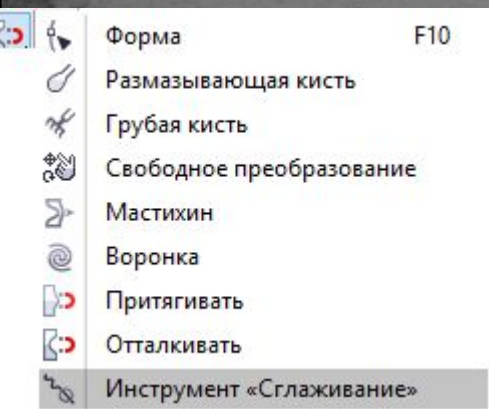 Форма F10
Размазывающая кисть
Грубая кисть
Свободное преобразование
Мастихин
Воронка
Притягивать
Отталкивать
Инструмент «Сглаживание»